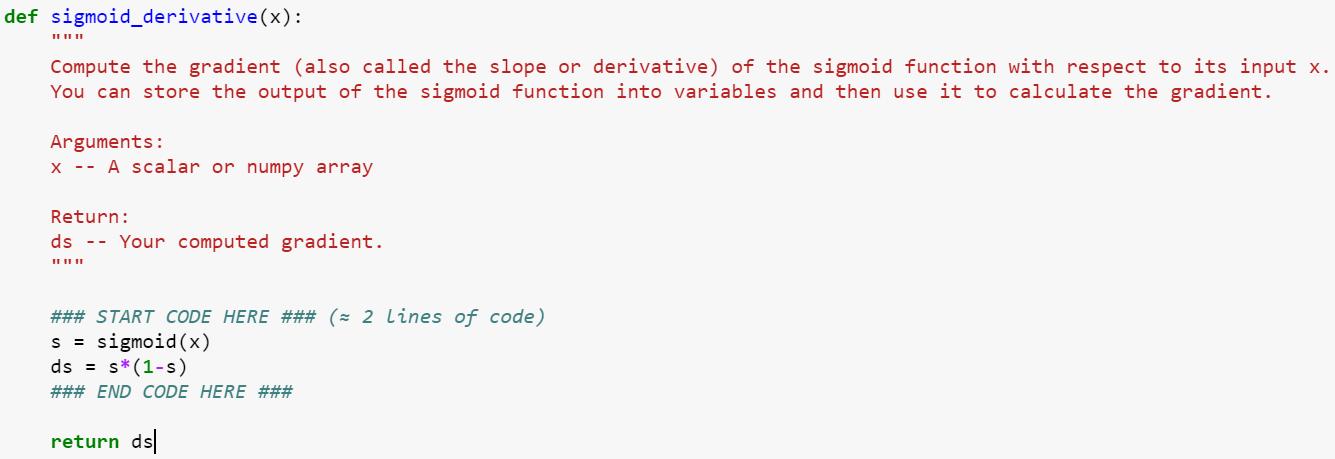 def sigmoid_derivative(x):
    """
    Compute the gradient (also called the slope or derivative) of the sigmoid function with respect to its input x.
    You can store the output of the sigmoid function into variables and then use it to calculate the gradient.

    Arguments:
    x -- A scalar or numpy array

    Return:
    ds -- Your computed gradient.
    """

    ### START CODE HERE ### (≈ 2 lines of code)
    s = sigmoid(x)
    ds = s*(1-s)
    ### END CODE HERE ###

    return ds